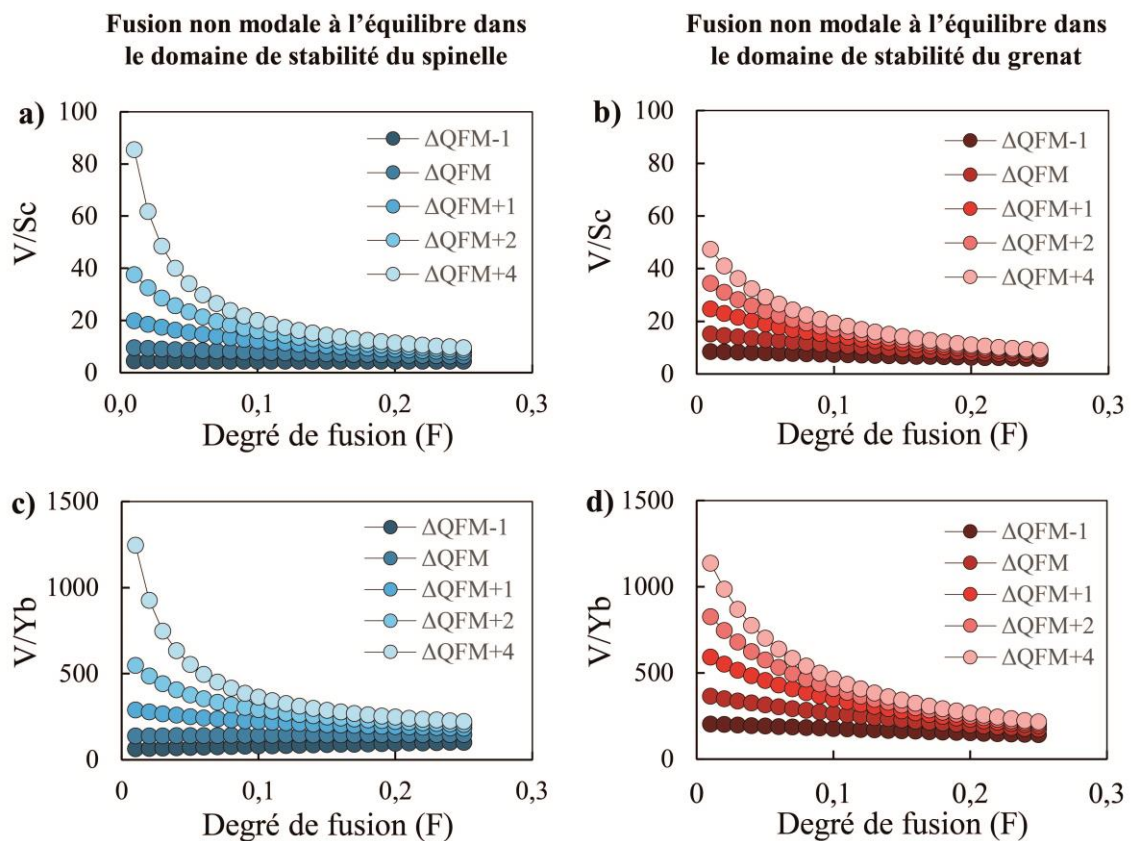 Fusion non modale à l'équilibre dans
le domaine de stabilité du spinelle
Fusion non modale à l'équilibre dans
le domaine de stabilité du grenat
a)
100
80
60
40
20
0
V/Sc
ΔQFM-1
ΔQFM
ΔQFM+1
ΔQFM+2
ΔQFM+4
0,0
0,1
0,2
0,3
Degré de fusion (F)
b)
100
80
60
40
20
0
V/Sc
ΔQFM-1
ΔQFM
ΔQFM+1
ΔQFM+2
ΔQFM+4
0
0,1
0,2
0,3
Degré de fusion (F)
c)
1500
1000
500
0
V/Yb
ΔQFM-1
ΔQFM
ΔQFM+1
ΔQFM+2
ΔQFM+4
0
0,1
0,2
0,3
Degré de fusion (F)
d)
1500
1000
500
0
V/Yb
ΔQFM-1
ΔQFM
ΔQFM+1
ΔQFM+2
ΔQFM+4
0
0,1
0,2
0,3
Degré de fusion (F)